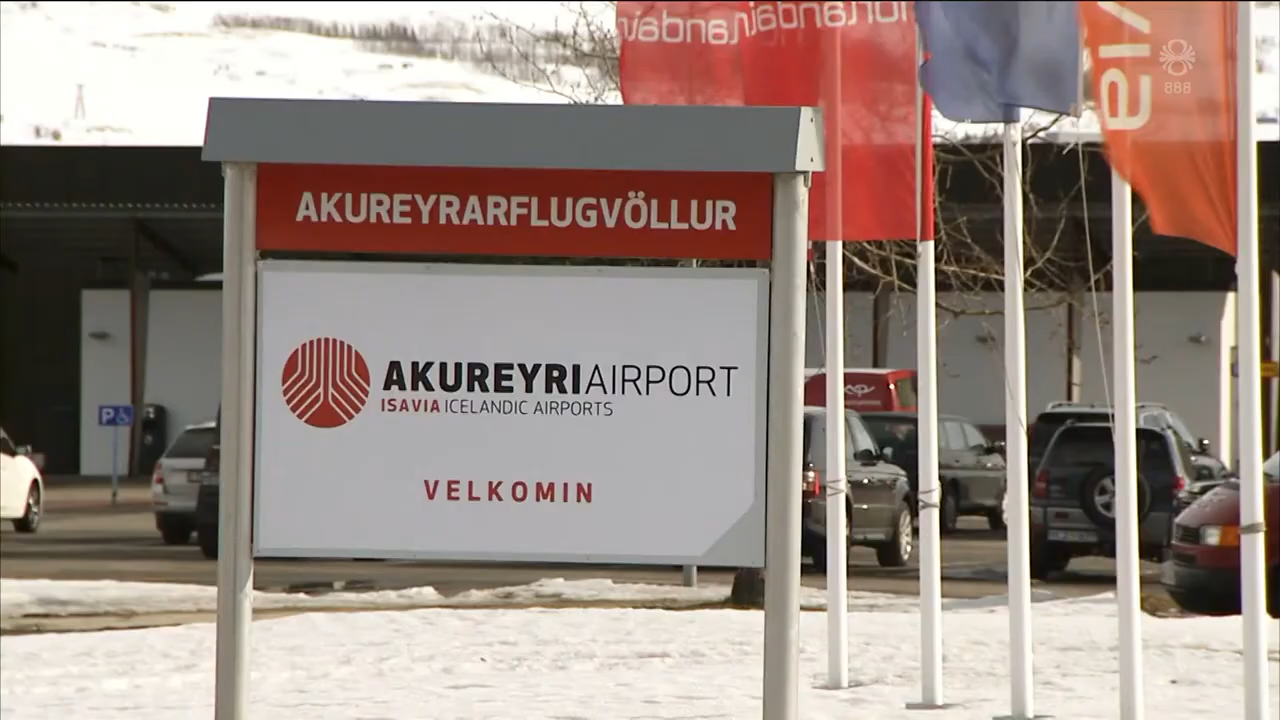 AKUREYRARFLUGVÖLLUR
AKUREYRIAIRPORT
ISAVIA ICELANDIC AIRPORTS
VELKOMIN
888
P